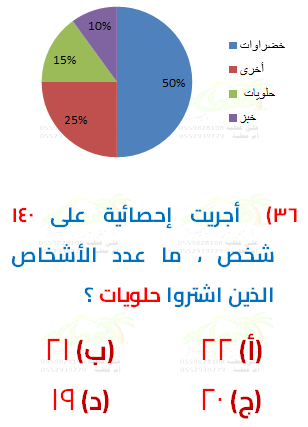 10%
خضراوات
أخرى
حلويات
خبز
15%
50%
25%
٣٦) أجريت إحصائية على ١٤٠
شخص ، ما عدد الأشخاص
الذين اشتروا حلويات ؟
(أ) ٢٢ (ب) ٢١
(ج) ٢٠ (د) ١٩